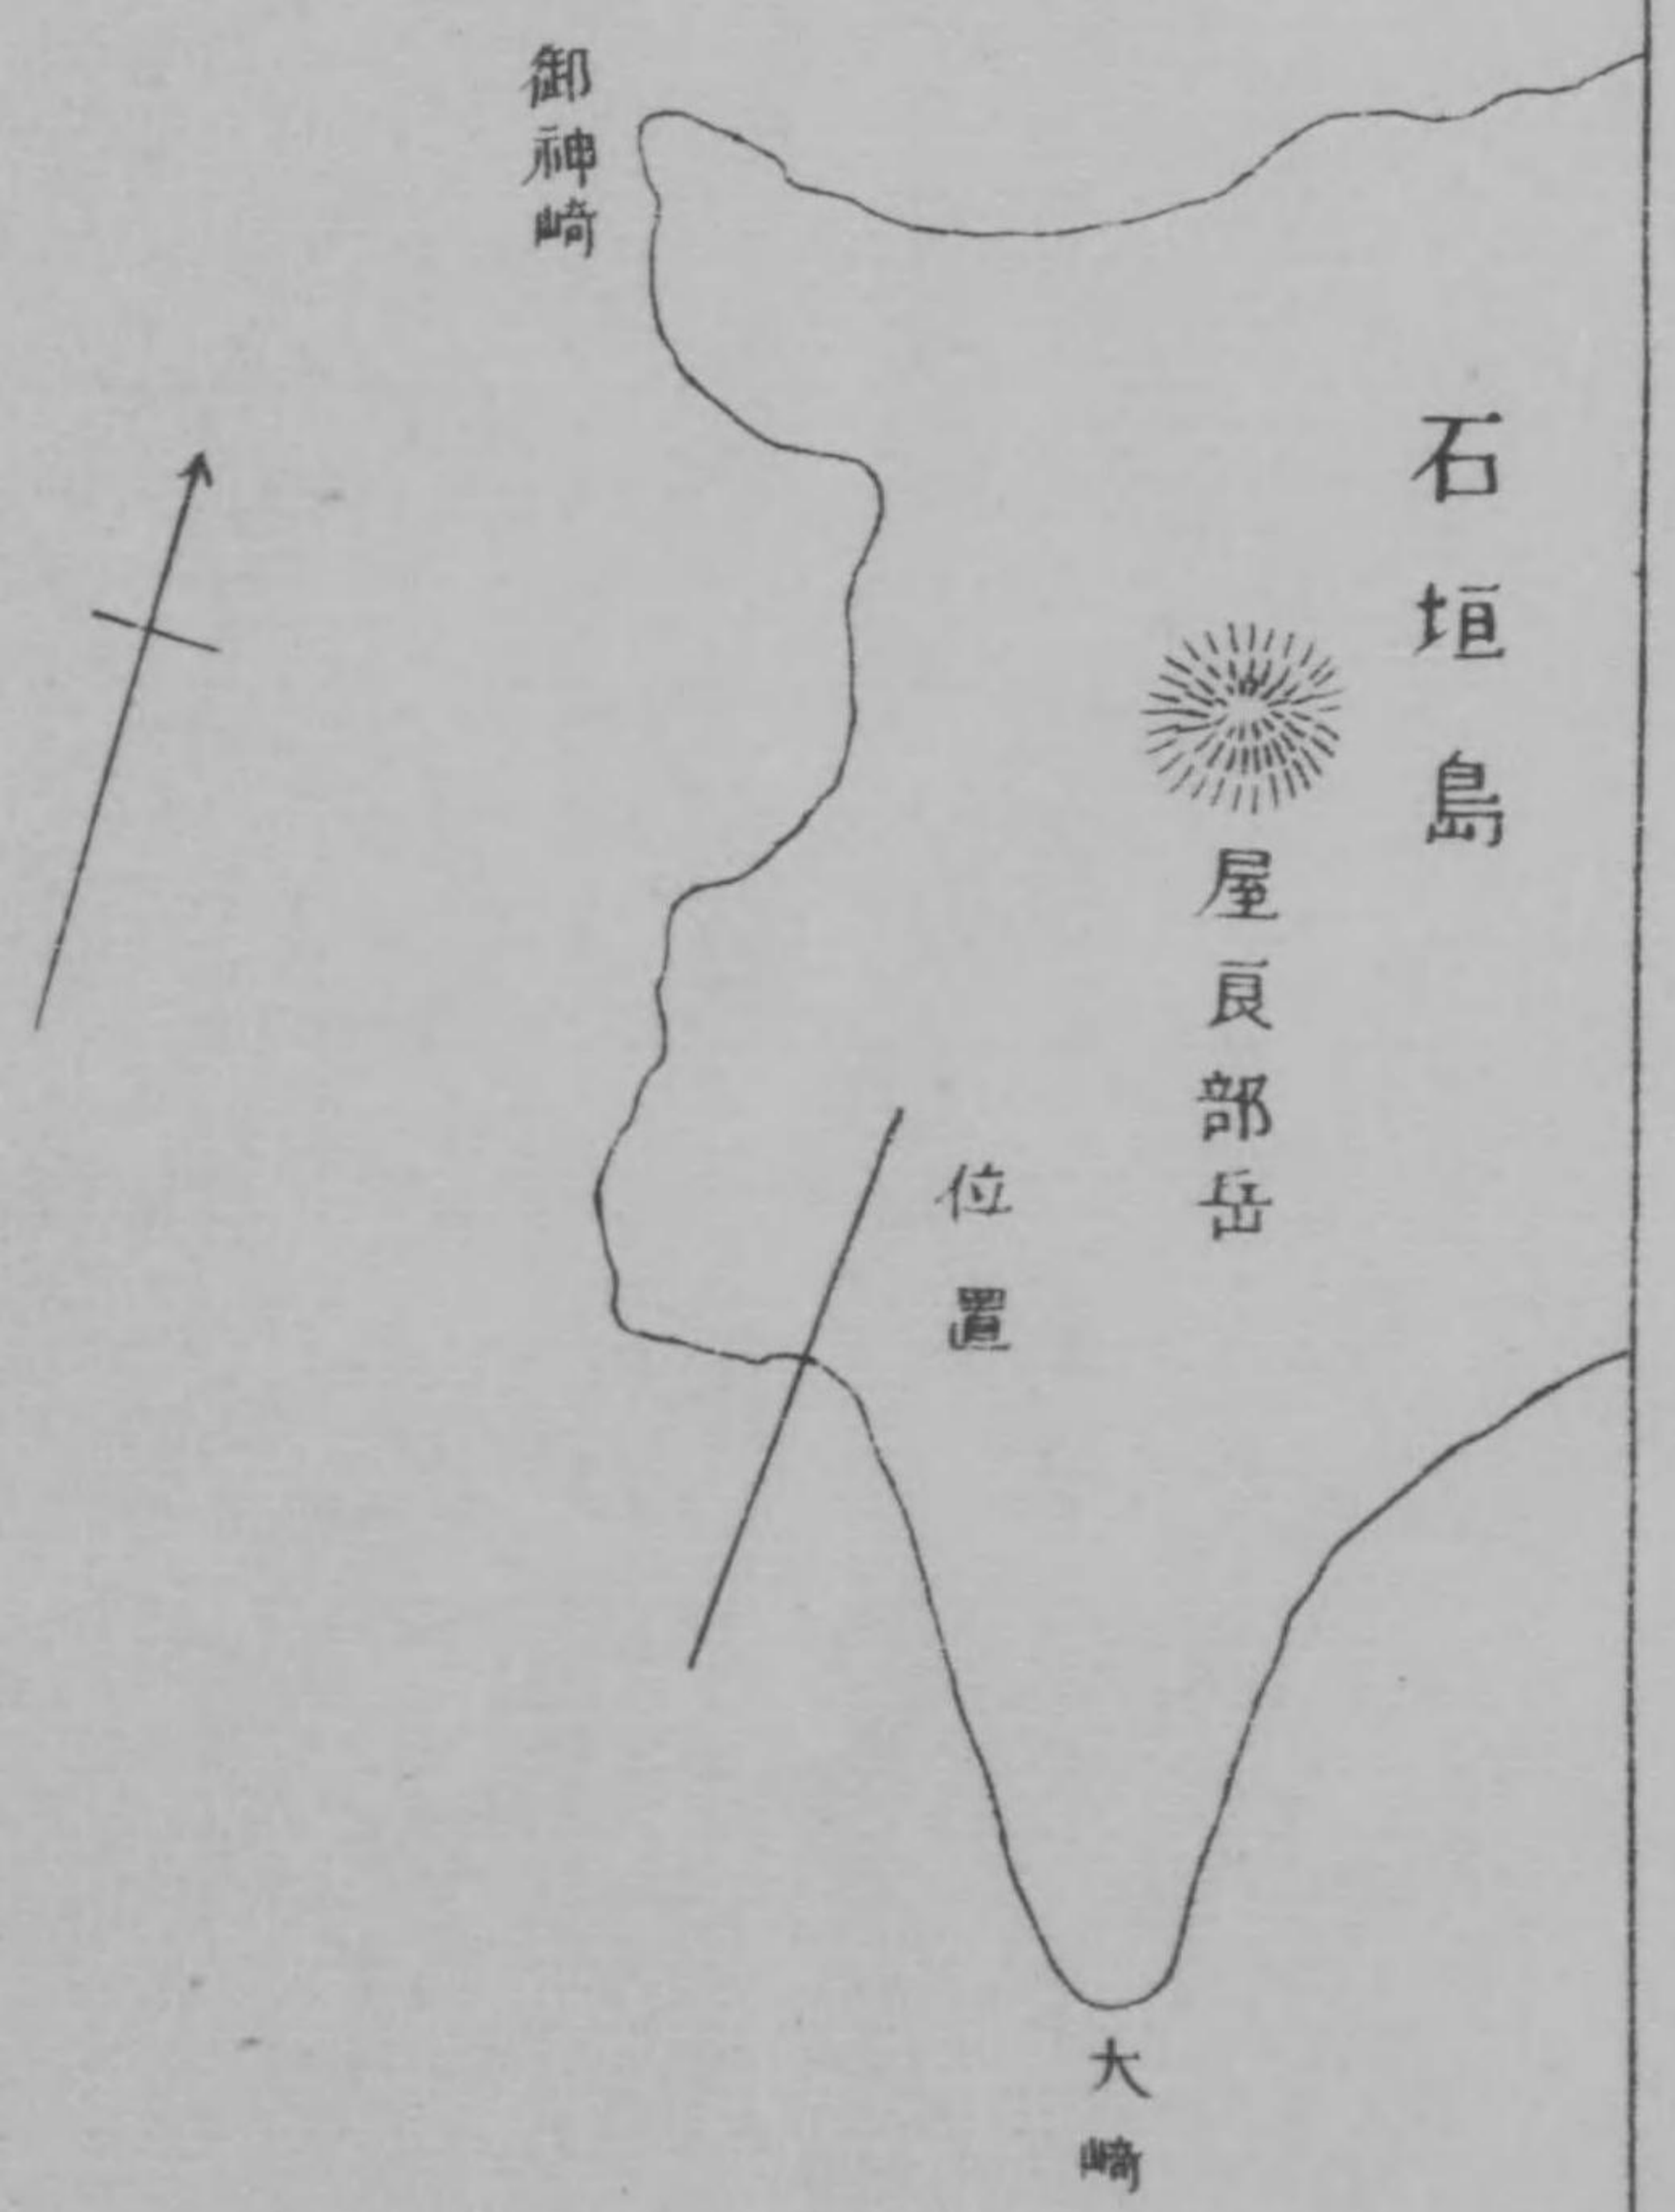 石垣島
屋良部岳
位置
御神崎
大崎